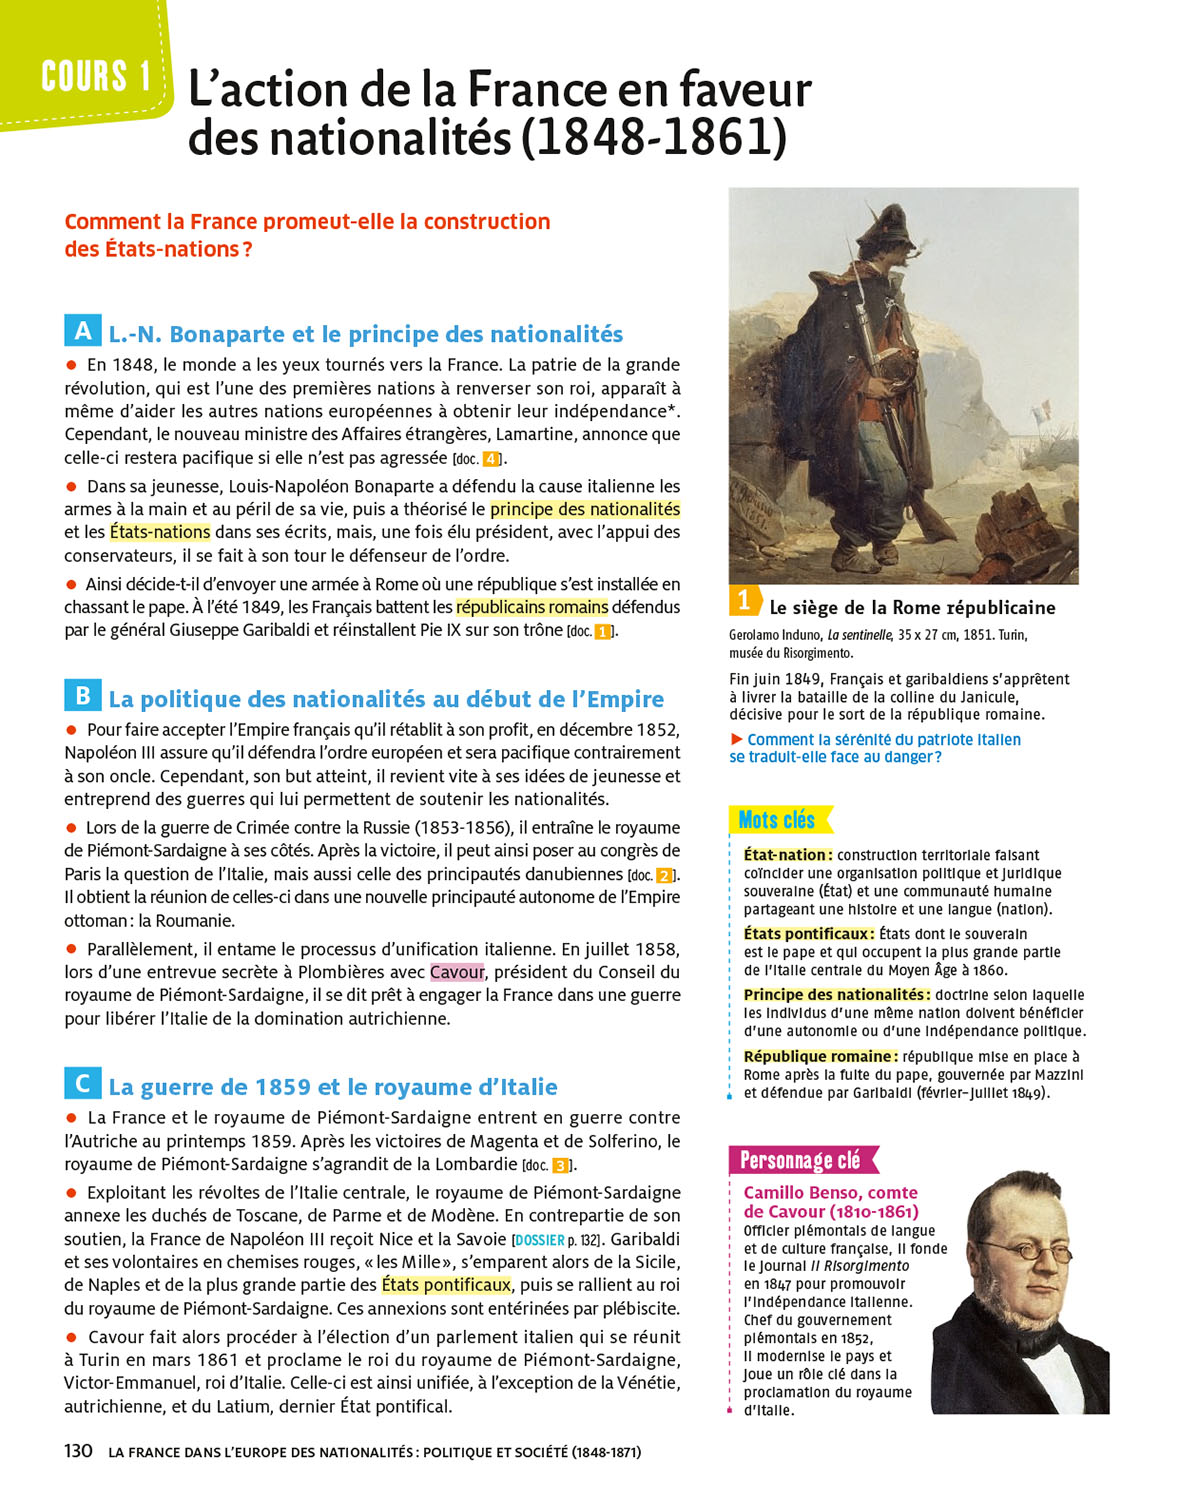 COURS 1
L’action de la France en faveur
des nationalités (1848-1861)
Comment la France promeut-elle la construction
des États-nations ?
A L.-N. Bonaparte et le principe des nationalités
• En 1848, le monde a les yeux tournés vers la France. La patrie de la grande
révolution, qui est l’une des premières nations à renverser son roi, apparaît à
même d’aider les autres nations européennes à obtenir leur indépendance*.
Cependant, le nouveau ministre des Affaires étrangères, Lamartine, annonce que
celle-ci restera pacifique si elle n’est pas agressée [doc. 4].
• Dans sa jeunesse, Louis-Napoléon Bonaparte a défendu la cause italienne les
armes à la main et au péril de sa vie, puis a théorisé le principe des nationalités
et les États-nations dans ses écrits, mais, une fois élu président, avec l’appui des
conservateurs, il se fait à son tour le défenseur de l’ordre.
• Ainsi décide-t-il d’envoyer une armée à Rome où une république s’est installée en
chassant le pape. À l’été 1849, les Français battent les républicains romains défendus
par le général Giuseppe Garibaldi et réinstallent Pie IX sur son trône [doc. 1].
B La politique des nationalités au début de l’Empire
• Pour faire accepter l’Empire français qu’il rétablit à son profit, en décembre 1852,
Napoléon III assure qu’il défendra l’ordre européen et sera pacifique contrairement
à son oncle. Cependant, son but atteint, il revient vite à ses idées de jeunesse et
entreprend des guerres qui lui permettent de soutenir les nationalités.
• Lors de la guerre de Crimée contre la Russie (1853-1856), il entraîne le royaume
de Piémont-Sardaigne à ses côtés. Après la victoire, il peut ainsi poser au congrès de
Paris la question de l’Italie, mais aussi celle des principautés danubiennes [doc. 2].
Il obtient la réunion de celles-ci dans une nouvelle principauté autonome de l’Empire
ottoman : la Roumanie.
• Parallèlement, il entame le processus d’unification italienne. En juillet 1858,
lors d’une entrevue secrète à Plombières avec Cavour, président du Conseil du
royaume de Piémont-Sardaigne, il se dit prêt à engager la France dans une guerre
pour libérer l’Italie de la domination autrichienne.
C La guerre de 1859 et le royaume d’Italie
• La France et le royaume de Piémont-Sardaigne entrent en guerre contre
l’Autriche au printemps 1859. Après les victoires de Magenta et de Solferino, le
royaume de Piémont-Sardaigne s’agrandit de la Lombardie [doc. 3].
• Exploitant les révoltes de l’Italie centrale, le royaume de Piémont-Sardaigne
annexe les duchés de Toscane, de Parme et de Modène. En contrepartie de son
soutien, la France de Napoléon III reçoit Nice et la Savoie [DOSSIER p. 132]. Garibaldi
et ses volontaires en chemises rouges, « les Mille », s’emparent alors de la Sicile,
de Naples et de la plus grande partie des États pontificaux, puis se rallient au roi
du royaume de Piémont-Sardaigne. Ces annexions sont entérinées par plébiscite.
• Cavour fait alors procéder à l’élection d’un parlement italien qui se réunit
à Turin en mars 1861 et proclame le roi du royaume de Piémont-Sardaigne,
Victor-Emmanuel, roi d’Italie. Celle-ci est ainsi unifiée, à l’exception de la Vénétie,
autrichienne, et du Latium, dernier État pontifical.
1 Le siège de la Rome républicaine
Gerolamo Induno, La sentinelle, 35 x 27 cm, 1851. Turin,
musée du Risorgimento.
Fin juin 1849, Français et garibaldiens s’apprêtent
à livrer la bataille de la colline du Janicule,
décisive pour le sort de la république romaine.
► Comment la sérénité du patriote italien
se traduit-elle face au danger ?
Mots clés
État-nation : construction territoriale faisant
coïncider une organisation politique et juridique
souveraine (État) et une communauté humaine
partageant une histoire et une langue (nation).
États pontificaux : États dont le souverain
est le pape et qui occupent la plus grande partie
de l’Italie centrale du Moyen Âge à 1860.
Principe des nationalités : doctrine selon laquelle
les individus d’une même nation doivent bénéficier
d’une autonomie ou d’une indépendance politique.
République romaine : république mise en place à
Rome après la fuite du pape, gouvernée par Mazzini
et défendue par Garibaldi (février-juillet 1849).
Personnage clé
Camillo Benso, comte
de Cavour (1810-1861)
Officier piémontais de langue
et de culture française, il fonde
le journal Il Risorgimento
en 1847 pour promouvoir
l’indépendance italienne.
Chef du gouvernement
piémontais en 1852,
il modernise le pays et
joue un rôle clé dans la
proclamation du royaume
d’Italie.
130 LA FRANCE DANS L’EUROPE DES NATIONALITÉS : POLITIQUE ET SOCIÉTÉ (1848-1871)